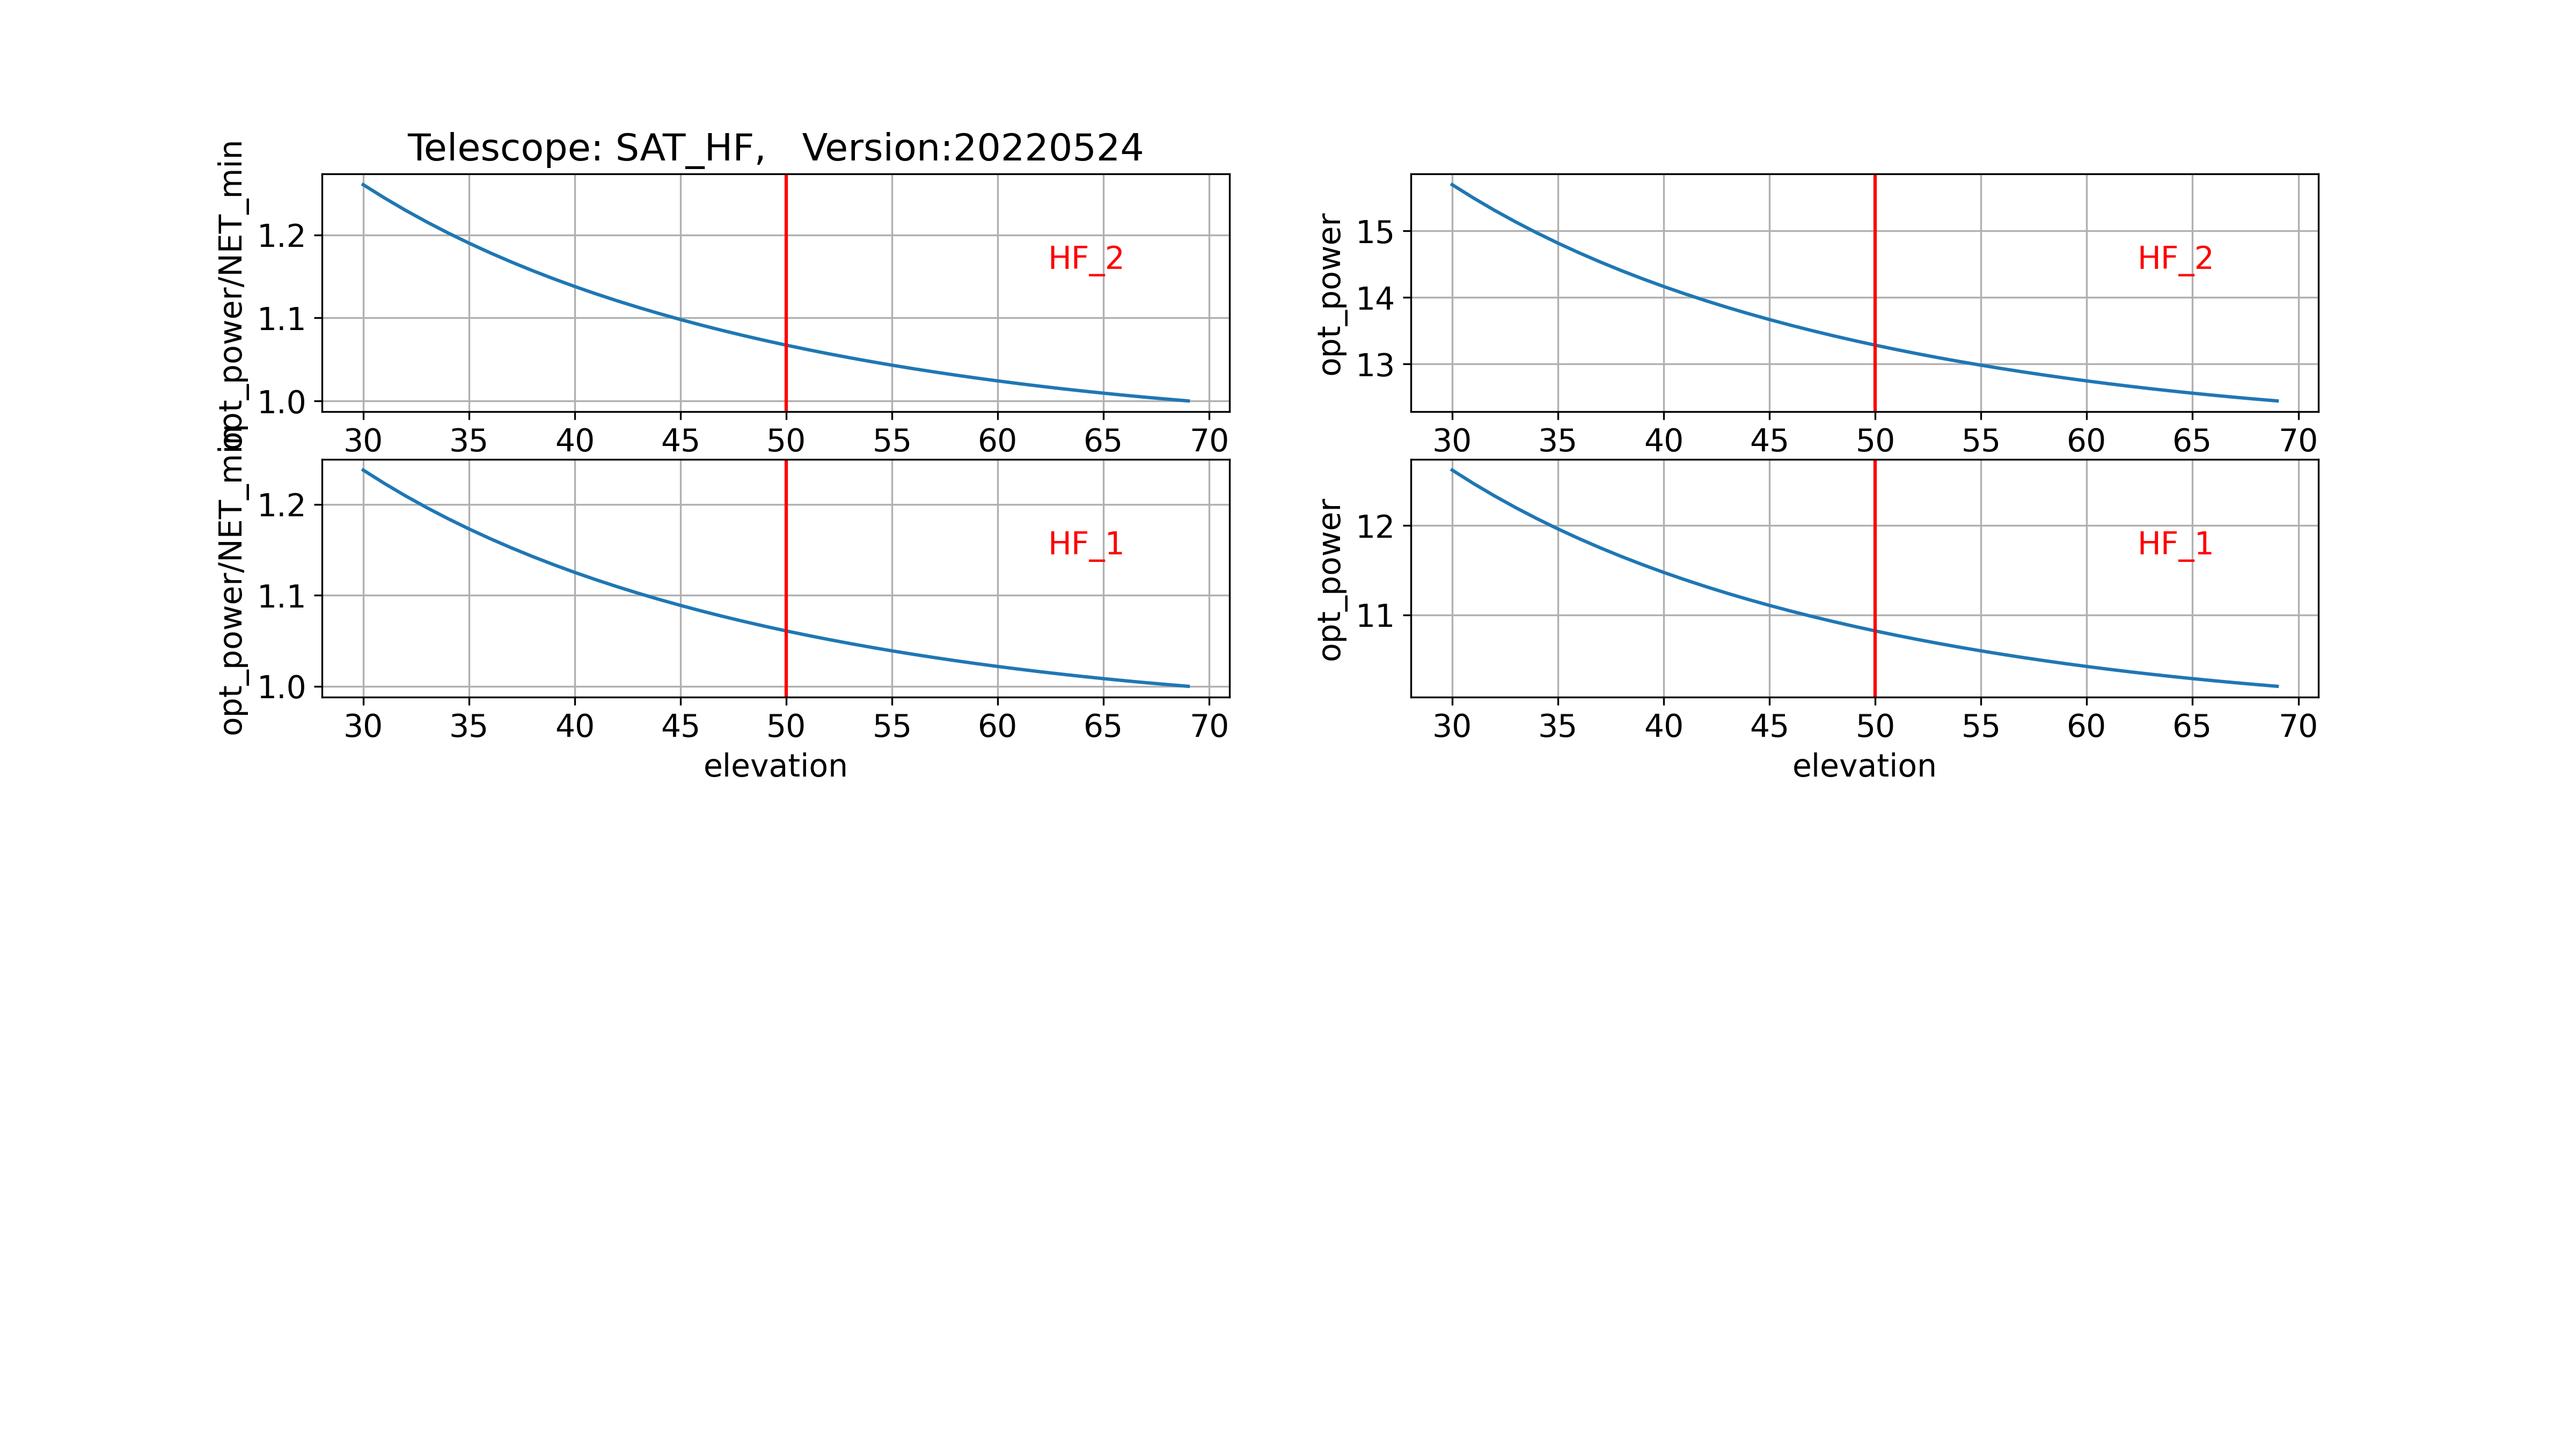 Telescope: SAT_HF,   Version:20220524
opt_power/NET_min
1.2
1.1
1.0
HF_2
30 35 40 45 50 55 60 65 70
opt_power
15
14
13
HF_2
30 35 40 45 50 55 60 65 70
opt_power/NET_min
1.2
1.1
1.0
HF_1
30 35 40 45 50 55 60 65 70
elevation
opt_power
12
11
HF_1
30 35 40 45 50 55 60 65 70
elevation